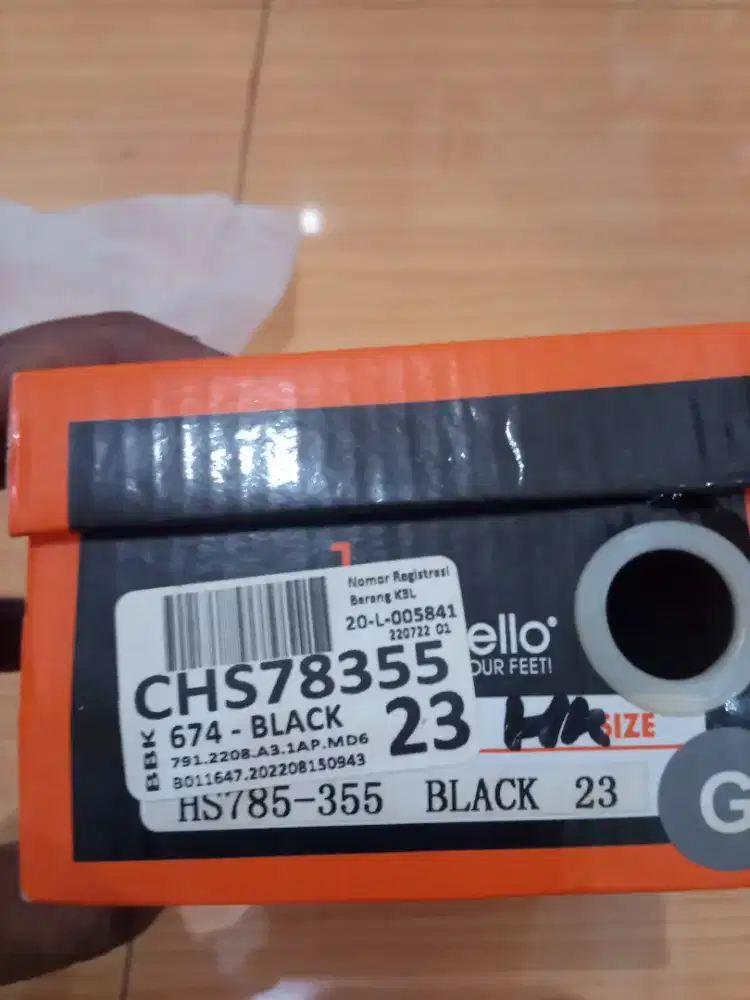 Nomor Registrasi
Barang K3L
20-L-005841
220722 01
CHS78355
BBK
674 - BLACK
23
791.2208.A3.1AP.MD6
B011647.202208150943
ello
OUR FEET!
SIZE
HS785-355 BLACK 23
G